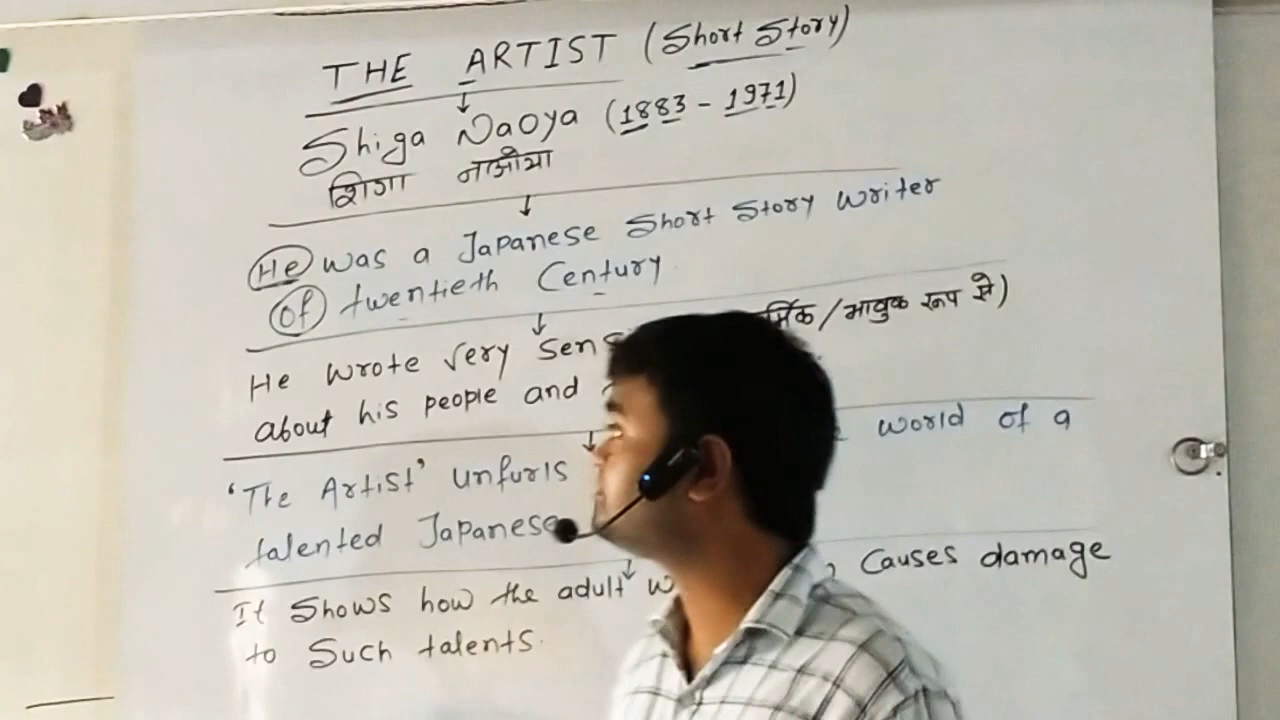 THE ARTIST (Short Story)
Shiga Naoya (1883 - 1971)
शिगा नाओया
He was a Japanese Short Story writer
of twentieth Century.
He wrote very / भावुक रूप से)
about his people and
'The Artist' unfurls world of a
talented Japanese
It Shows how the adult causes damage
to Such talents.